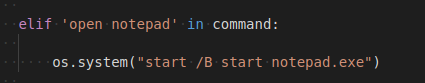 elif 'open notepad' in command:
os.system("start /B start notepad.exe")